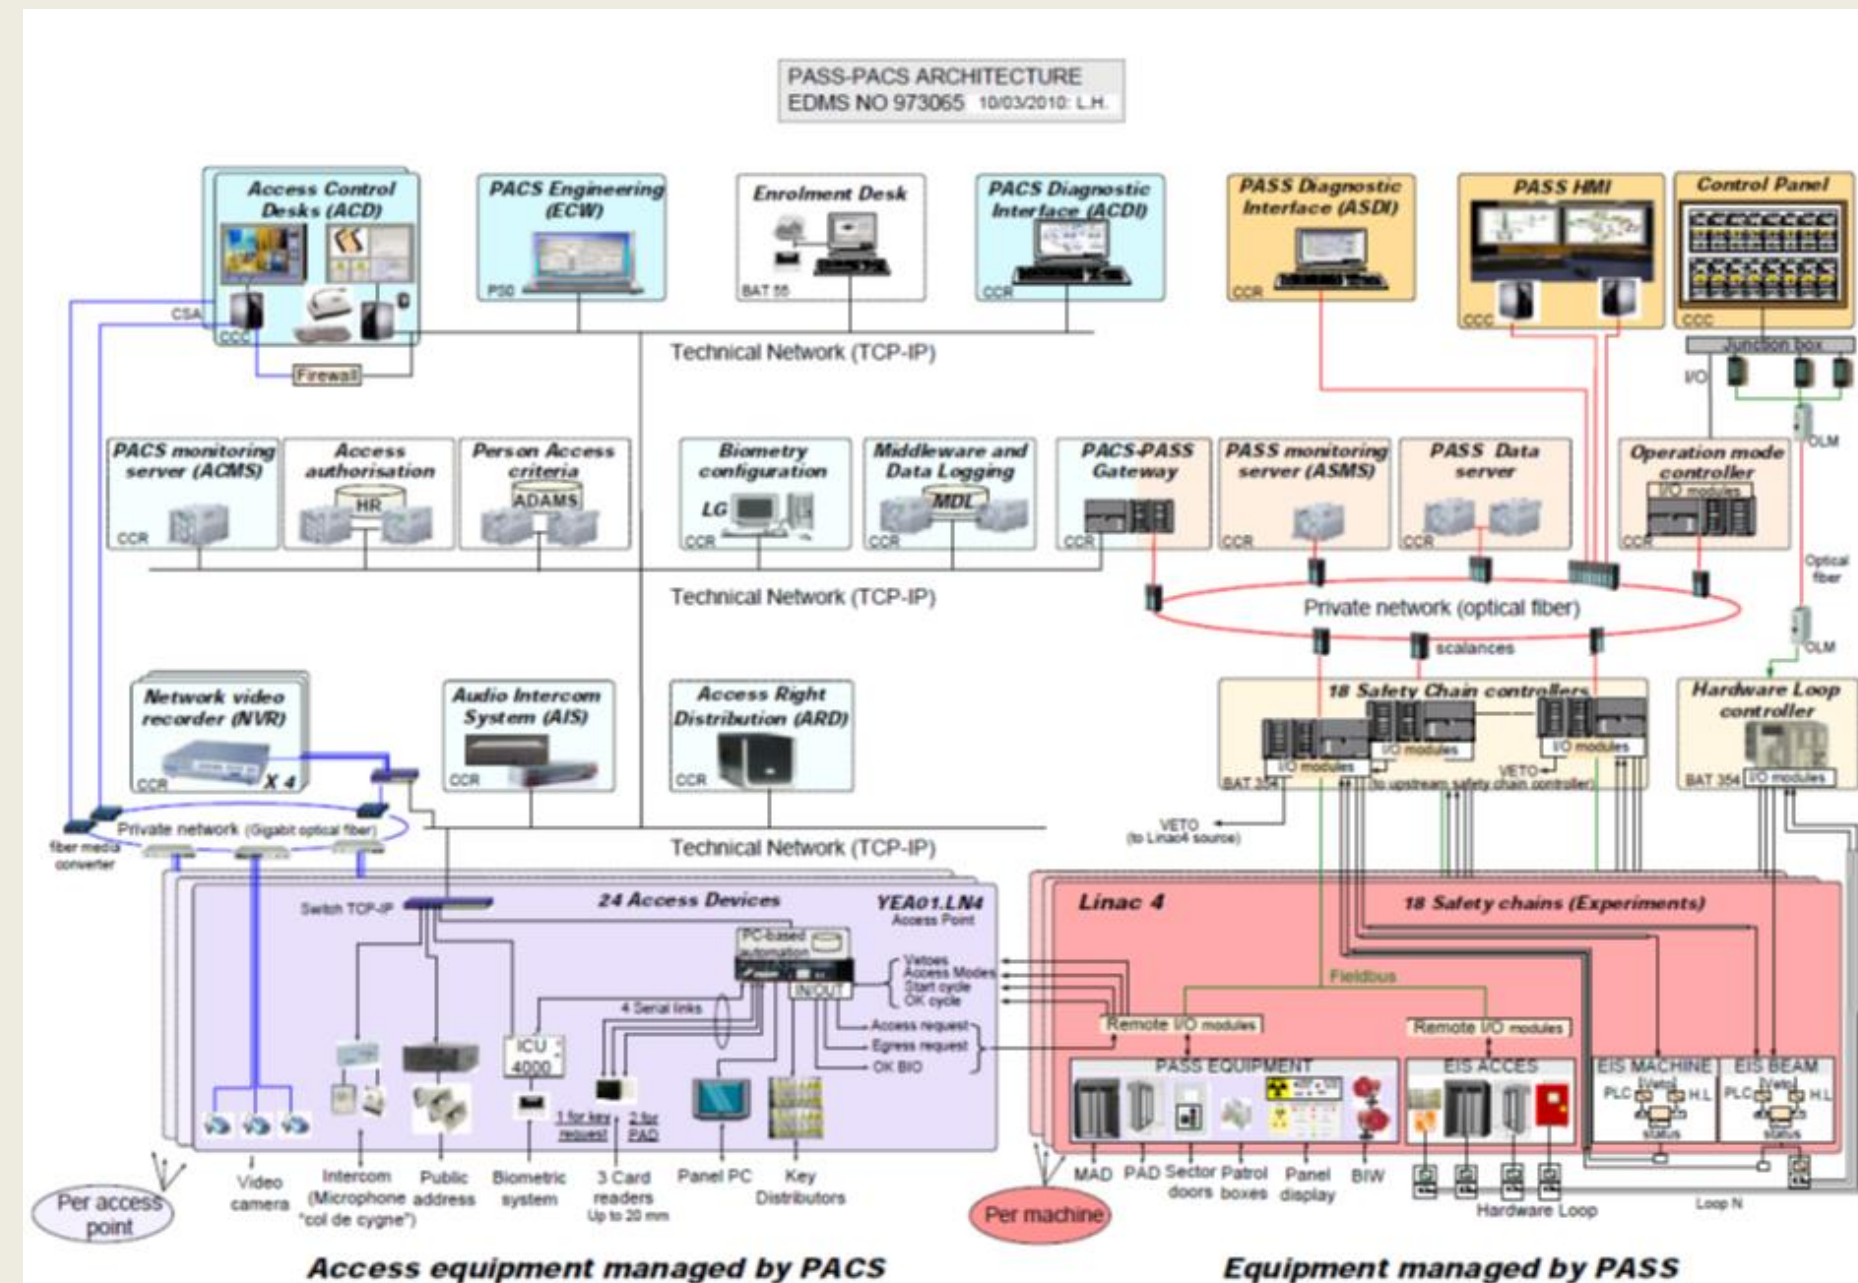 PASS-PACS ARCHITECTURE
EDMS NO 973065 10/03/2010: L.H.
Access Control
Desks (ACD)
CCC
CSA
Firewall
PACS Engineering
(ECW)
PS0
Enrolment Desk
BAT 55
PACS Diagnostic
Interface (ACDI)
CCR
PASS Diagnostic
Interface (ASDI)
CCR
PASS HMI
CCC
Control Panel
CCC
Junction box
I/O
OLM
Technical Network (TCP-IP)
PACS monitoring
server (ACMS)
CCR
Access
authorisation
HR
CCR
Person Access
criteria
ADAMS
CCR
Biometry
configuration
LG
CCR
Middleware and
Data Logging
MDL
CCR
PACS-PASS
Gateway
CCR
PASS monitoring
server (ASMS)
CCR
PASS Data
server
CCR
Operation mode
controller
I/O modules
CCR
Optical
fiber
Technical Network (TCP-IP)
Private network (optical fiber)
scalances
OLM
Network video
recorder (NVR)
CCR
X 4
Audio Intercom
System (AIS)
CCR
Access Right
Distribution (ARD)
CCR
18 Safety Chain controllers
I/O modules
I/O modules
I/O modules
VETO
BAT 354
(to upstream safety chain controller)
Hardware Loop
controller
BAT 354
I/O modules
Private network (Gigabit optical fiber)
fiber media
converter
Technical Network (TCP-IP)
VETO
(to Linac4 source)
Switch TCP-IP
24 Access Devices
YEA01.LN4
Access Point
PC-based
automation
IN/OUT
Vetoes
Access Modes
Start cycle
OK cycle
Access request
Egress request
OK BIO
4 Serial links
ICU
4000
1 for key
request
2 for
PAD
Video
camera
Intercom
(Microphone
"col de cygne")
Public
address
Biometric
system
3 Card
readers
Up to 20 mm
Panel PC
Key
Distributors
Per access
point
Linac 4
18 Safety chains (Experiments)
Fieldbus
Remote I/O modules
Remote I/O modules
PASS EQUIPMENT
EIS ACCES
EIS MACHINE
PLC
Veto
H.L
status
EIS BEAM
PLC
Veto
H.L
status
MAD
PAD
Sector
doors
Patrol
boxes
Panel
display
BIW
Hardware Loop
Loop N
Per machine
Access equipment managed by PACS
Equipment managed by PASS